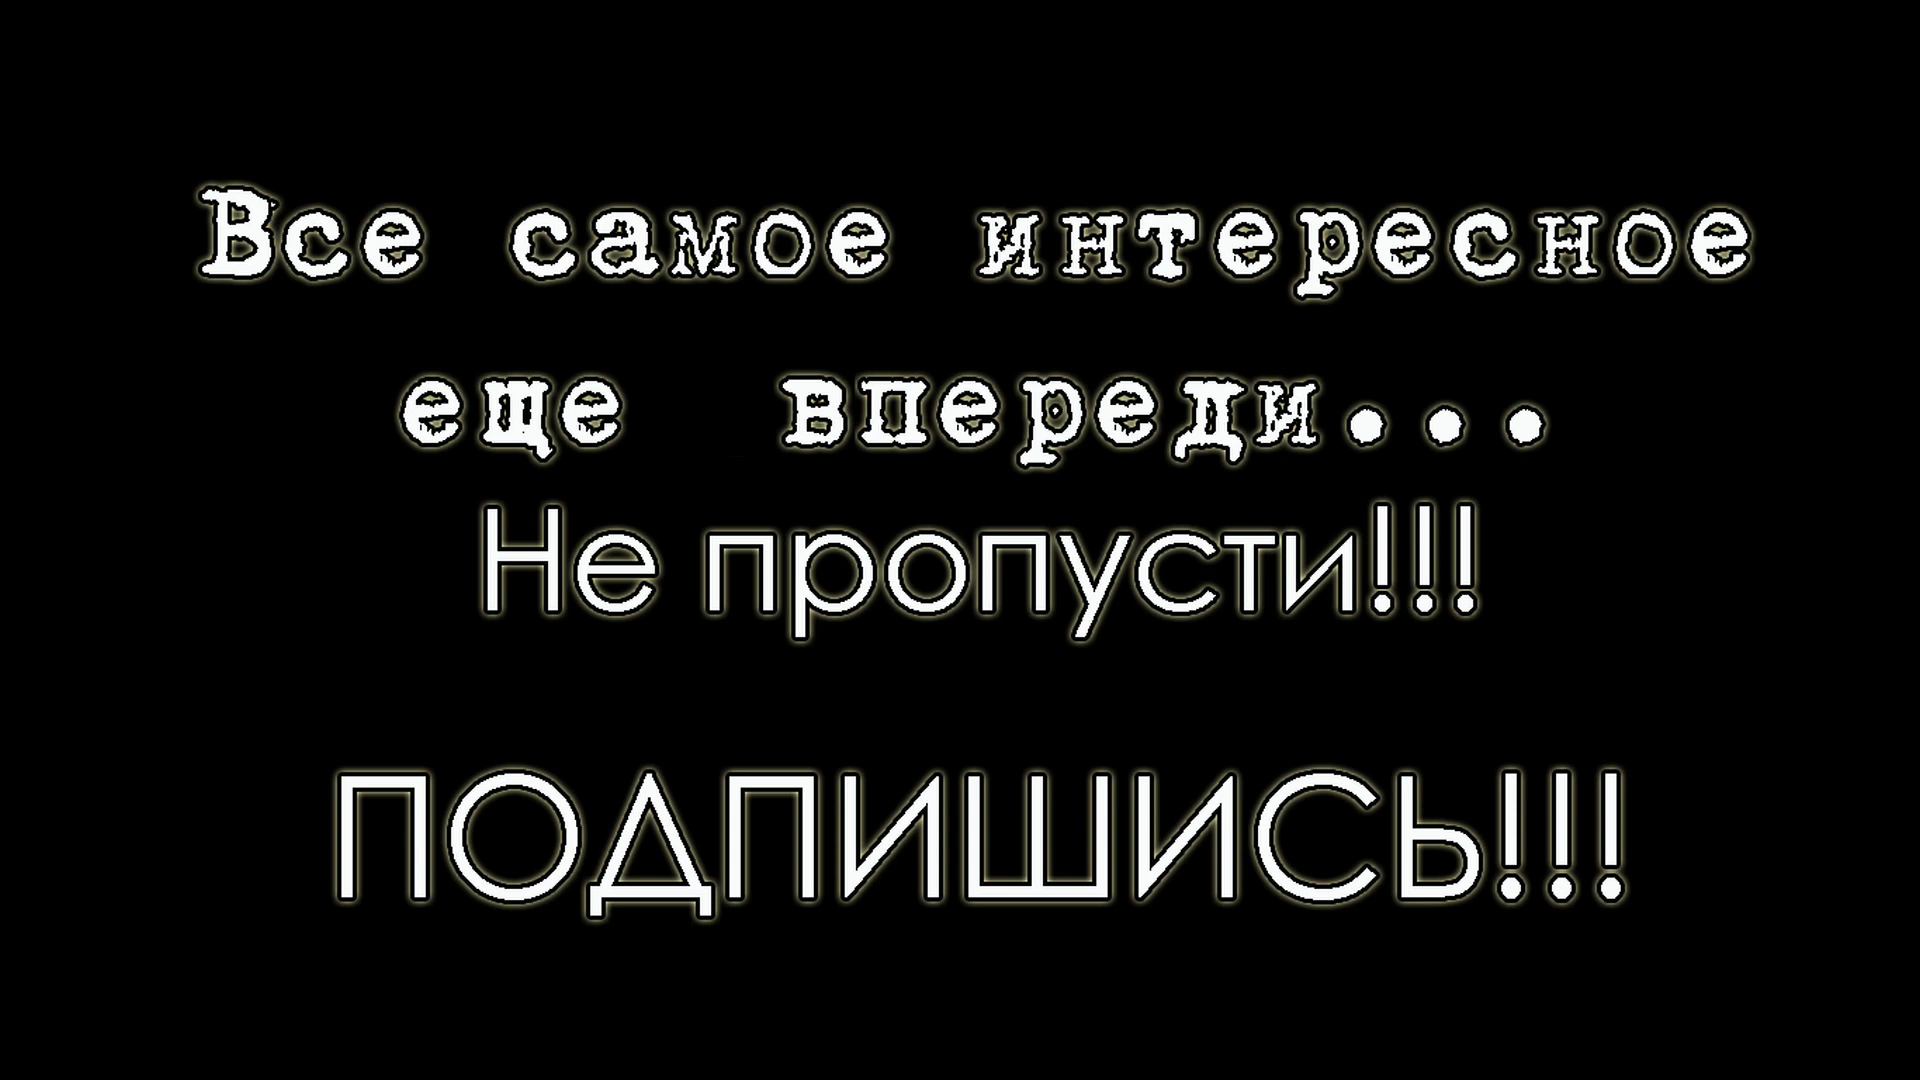 Все самое интересное
еще впереди...
Не пропусти!!!
ПОДПИШИСЬ!!!